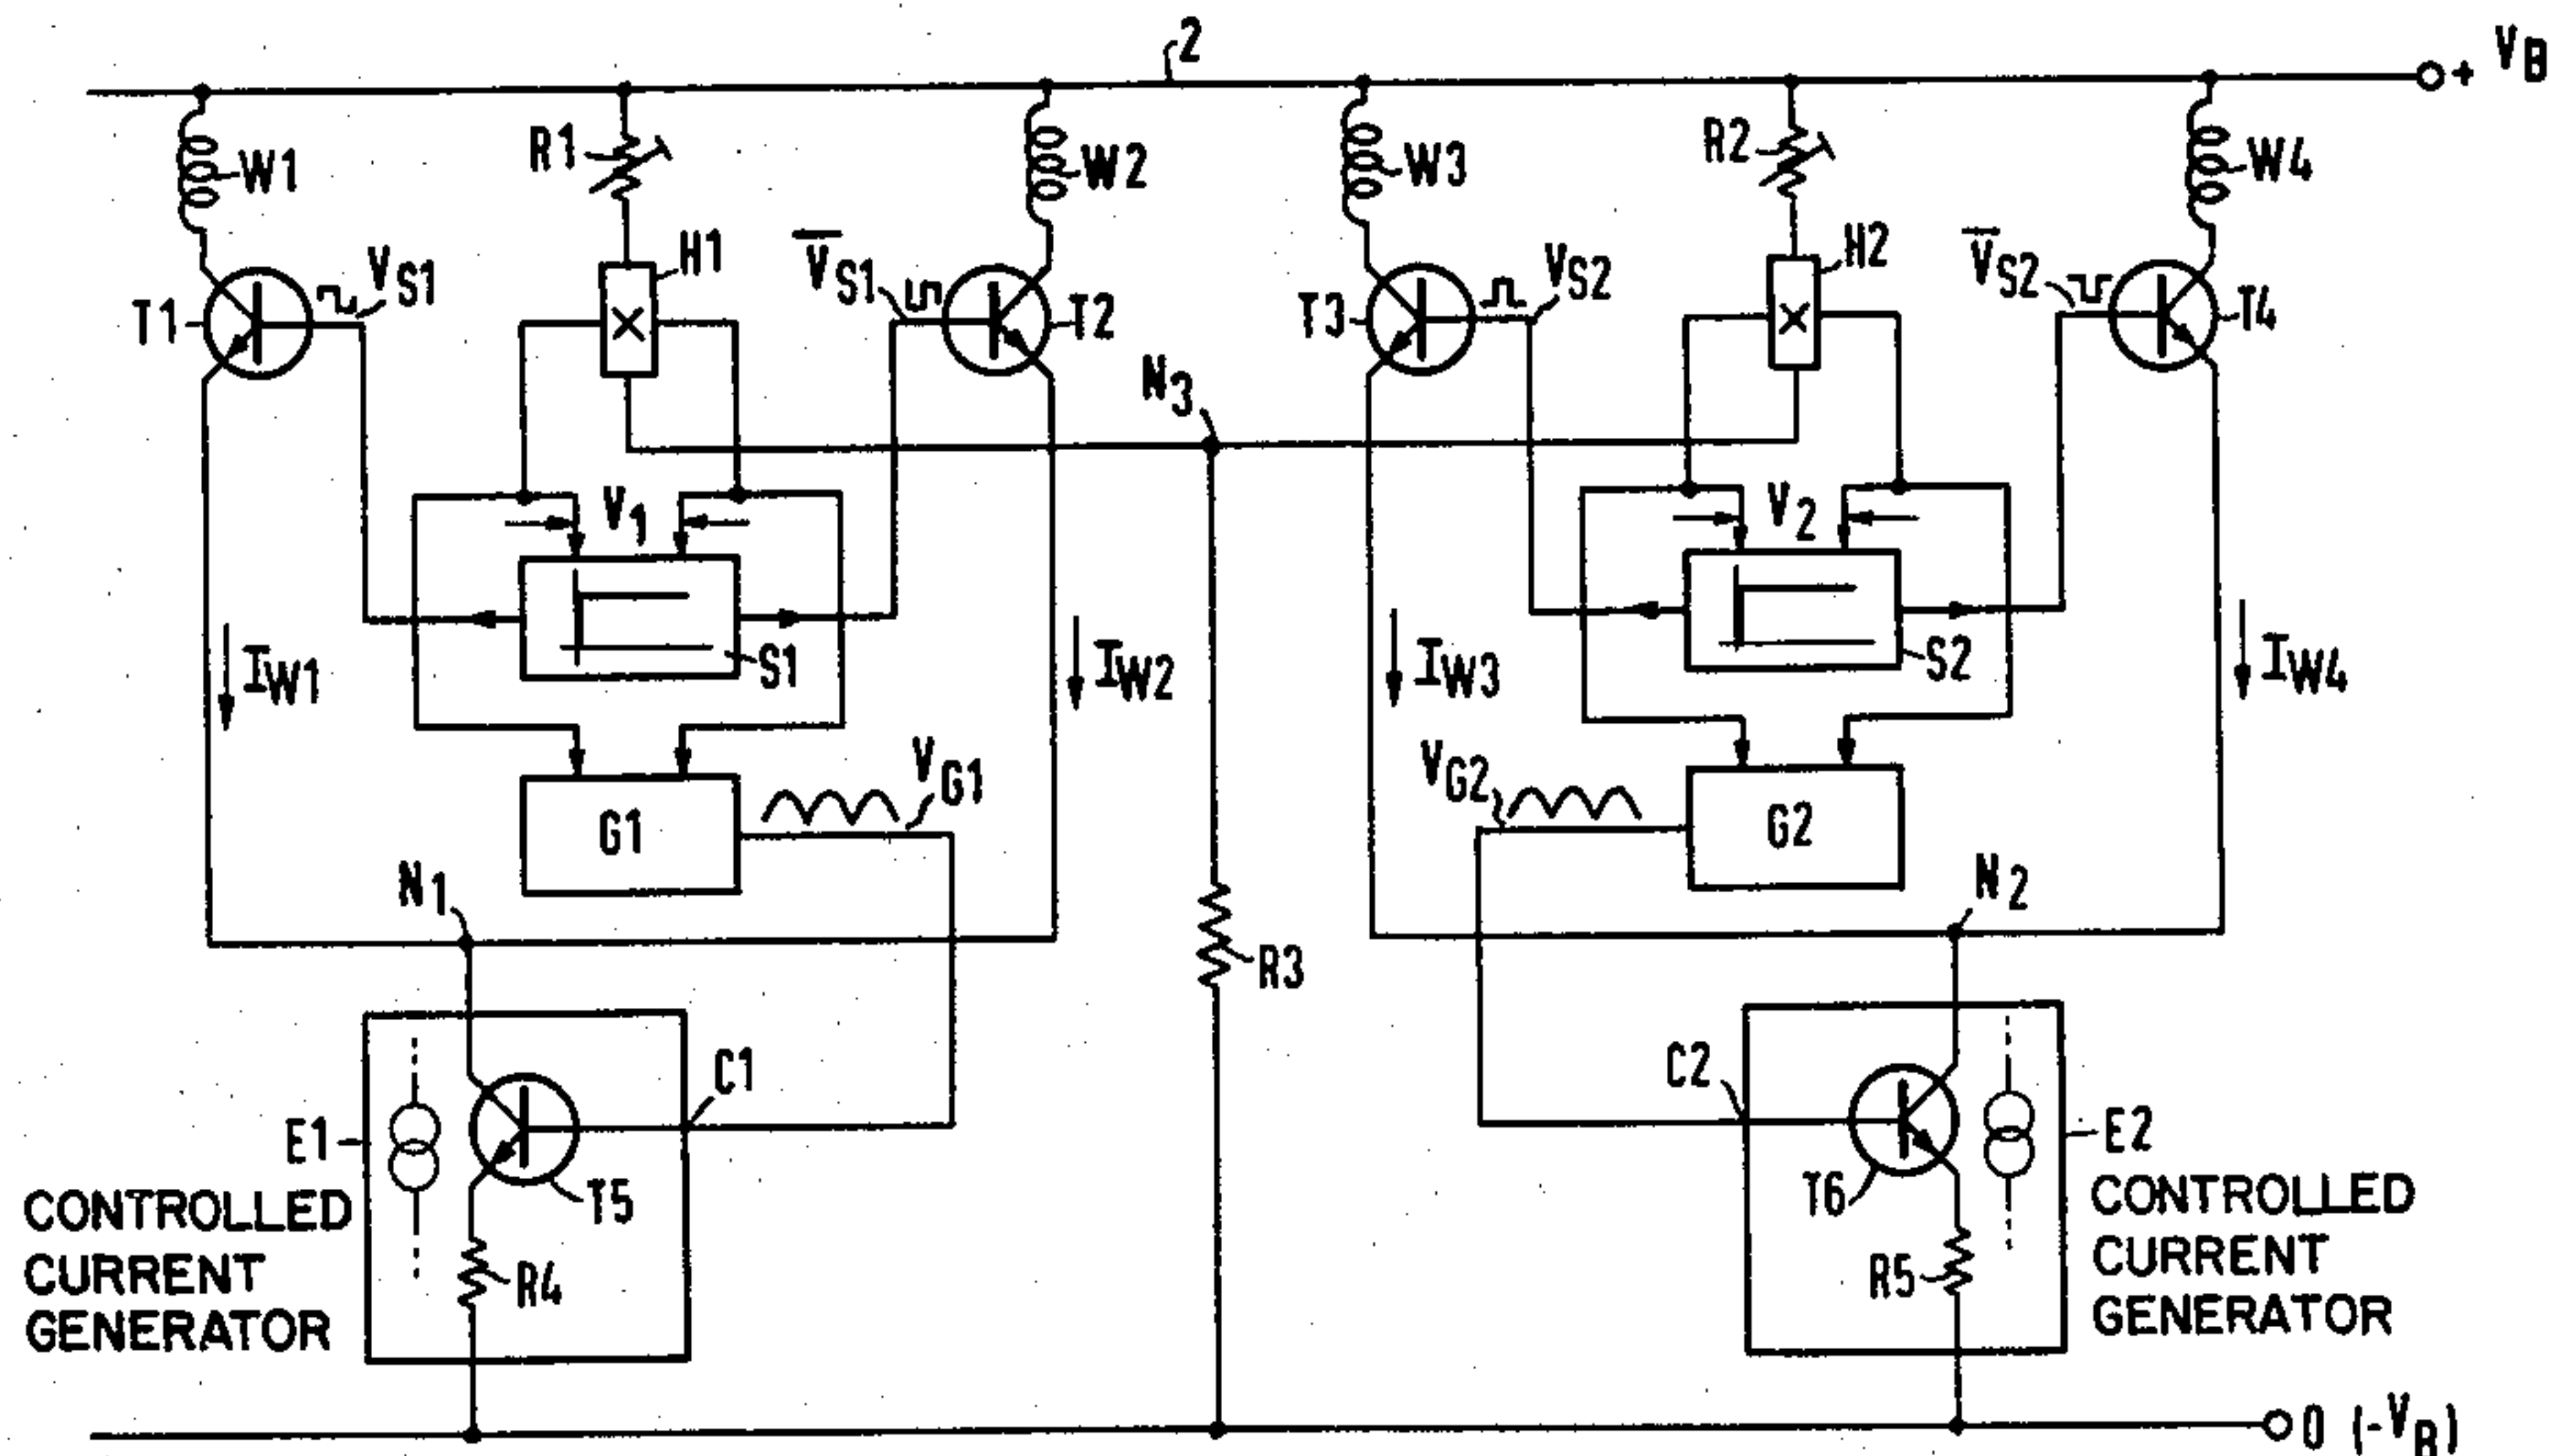 2
+ VB
R1
W1
W2
W3
R2
W4
H1
H2
VS1
V̅S1
VS2
V̅S2
T1
T2
T3
T4
N3
V1
V2
S1
S2
IW1
IW2
IW3
IW4
VG1
VG2
G1
G2
N1
N2
R3
C1
C2
E1
E2
T5
T6
CONTROLLED
CURRENT
GENERATOR
CONTROLLED
CURRENT
GENERATOR
R4
R5
0 (-VB)